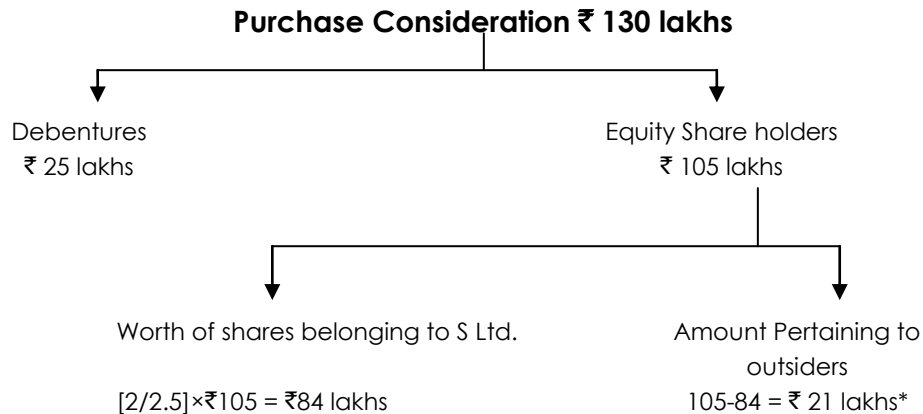 Purchase Consideration ₹ 130 lakhs
Debentures
₹ 25 lakhs
Equity Share holders
₹ 105 lakhs
Worth of shares belonging to S Ltd.
[2/2.5]×₹105 = ₹84 lakhs
Amount Pertaining to
outsiders
105-84 = ₹ 21 lakhs*